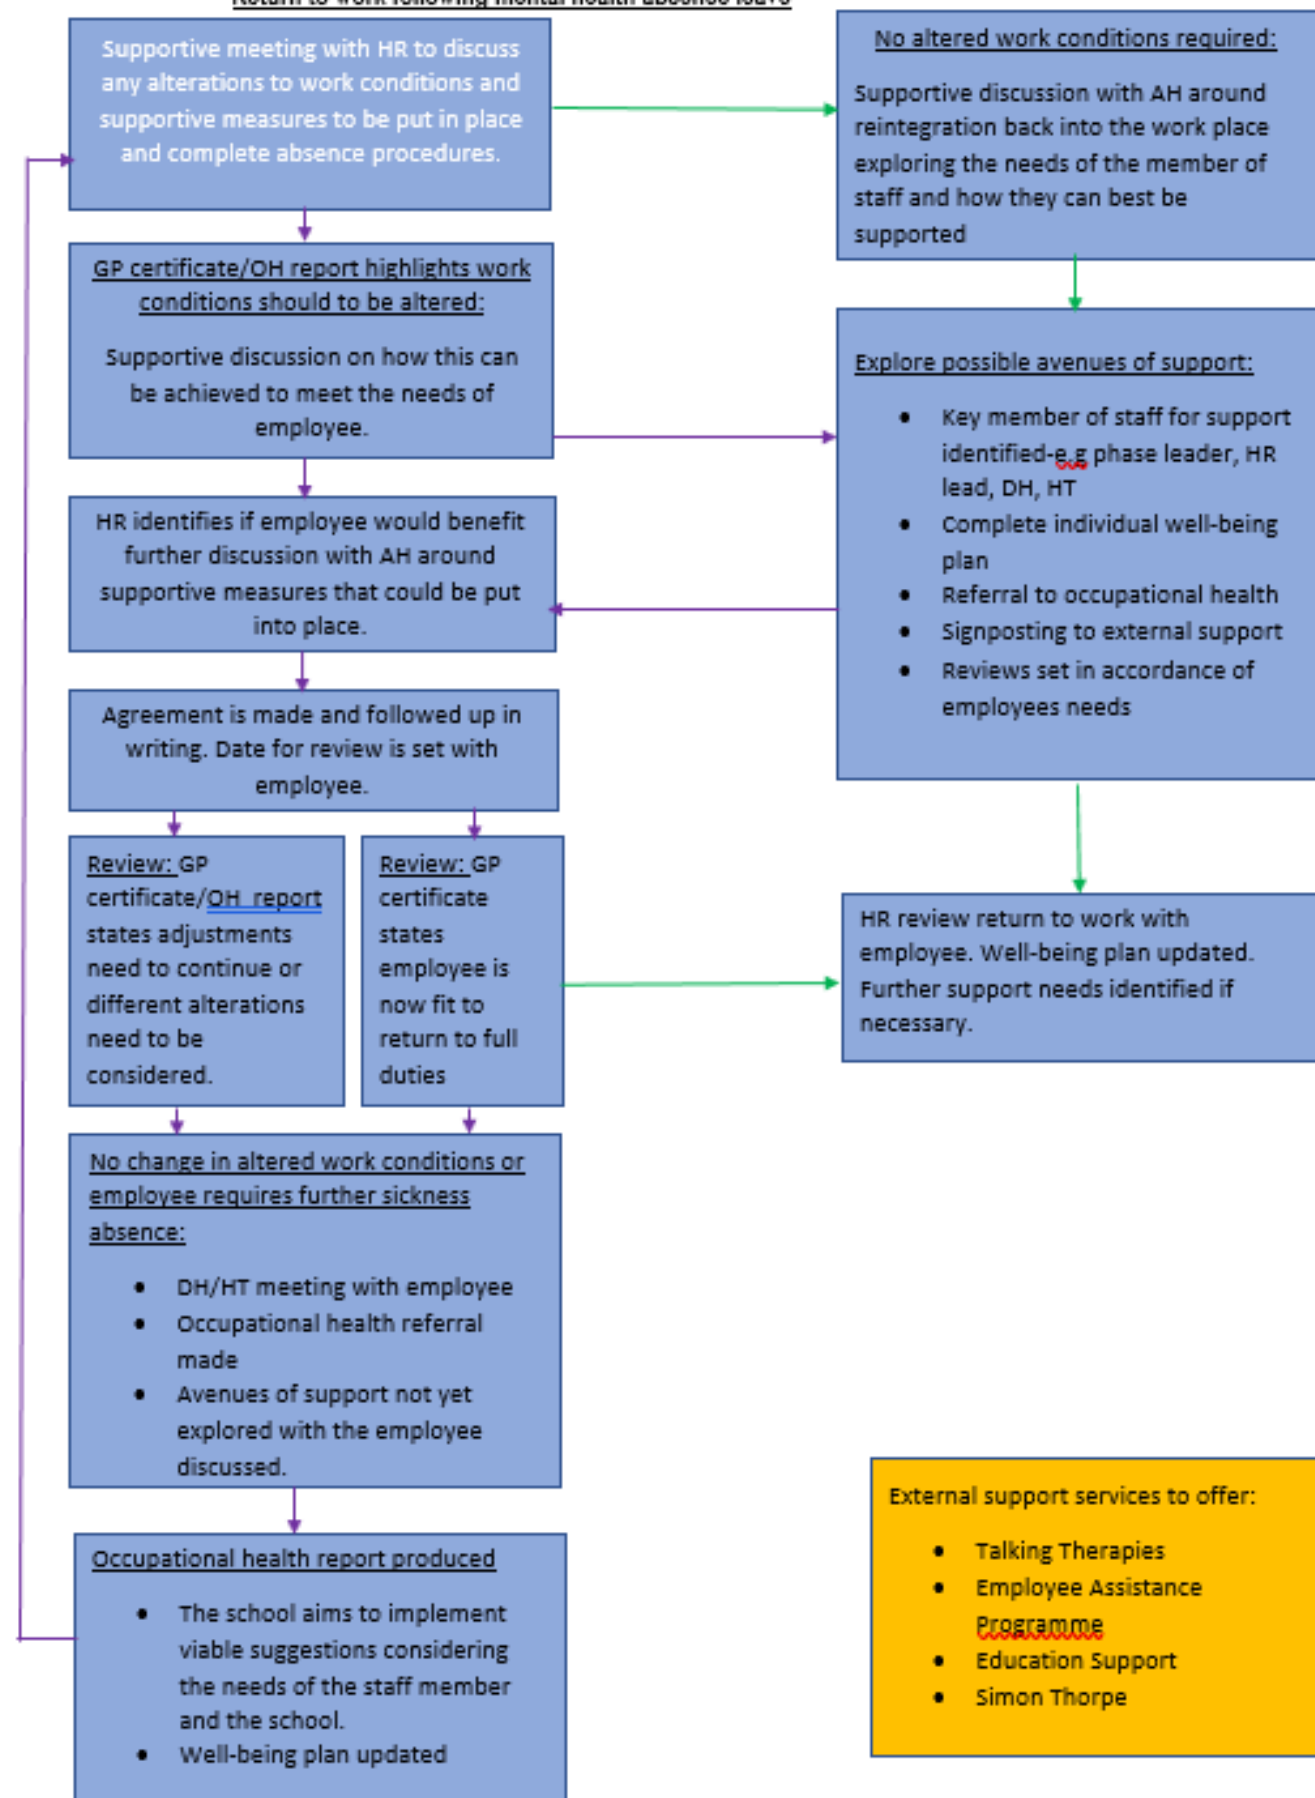 Return to work following mental health absence leave
Supportive meeting with HR to discuss
any alterations to work conditions and
supportive measures to be put in place
and complete absence procedures.
No altered work conditions required:
Supportive discussion with AH around
reintegration back into the work place
exploring the needs of the member of
staff and how they can best be
supported
GP certificate/OH report highlights work
conditions should to be altered:
Supportive discussion on how this can
be achieved to meet the needs of
employee.
Explore possible avenues of support:
• Key member of staff for support
identified-e.g phase leader, HR
lead, DH, HT
• Complete individual well-being
plan
• Referral to occupational health
• Signposting to external support
• Reviews set in accordance of
employees needs
HR identifies if employee would benefit
further discussion with AH around
supportive measures that could be put
into place.
Agreement is made and followed up in
writing. Date for review is set with
employee.
Review: GP
certificate/OH report
states adjustments
need to continue or
different alterations
need to be
considered.
Review: GP
certificate
states
employee is
now fit to
return to full
duties
HR review return to work with
employee. Well-being plan updated.
Further support needs identified if
necessary.
No change in altered work conditions or
employee requires further sickness
absence:
• DH/HT meeting with employee
• Occupational health referral
made
• Avenues of support not yet
explored with the employee
discussed.
Occupational health report produced
• The school aims to implement
viable suggestions considering
the needs of the staff member
and the school.
• Well-being plan updated
External support services to offer:
• Talking Therapies
• Employee Assistance
Programme
• Education Support
• Simon Thorpe